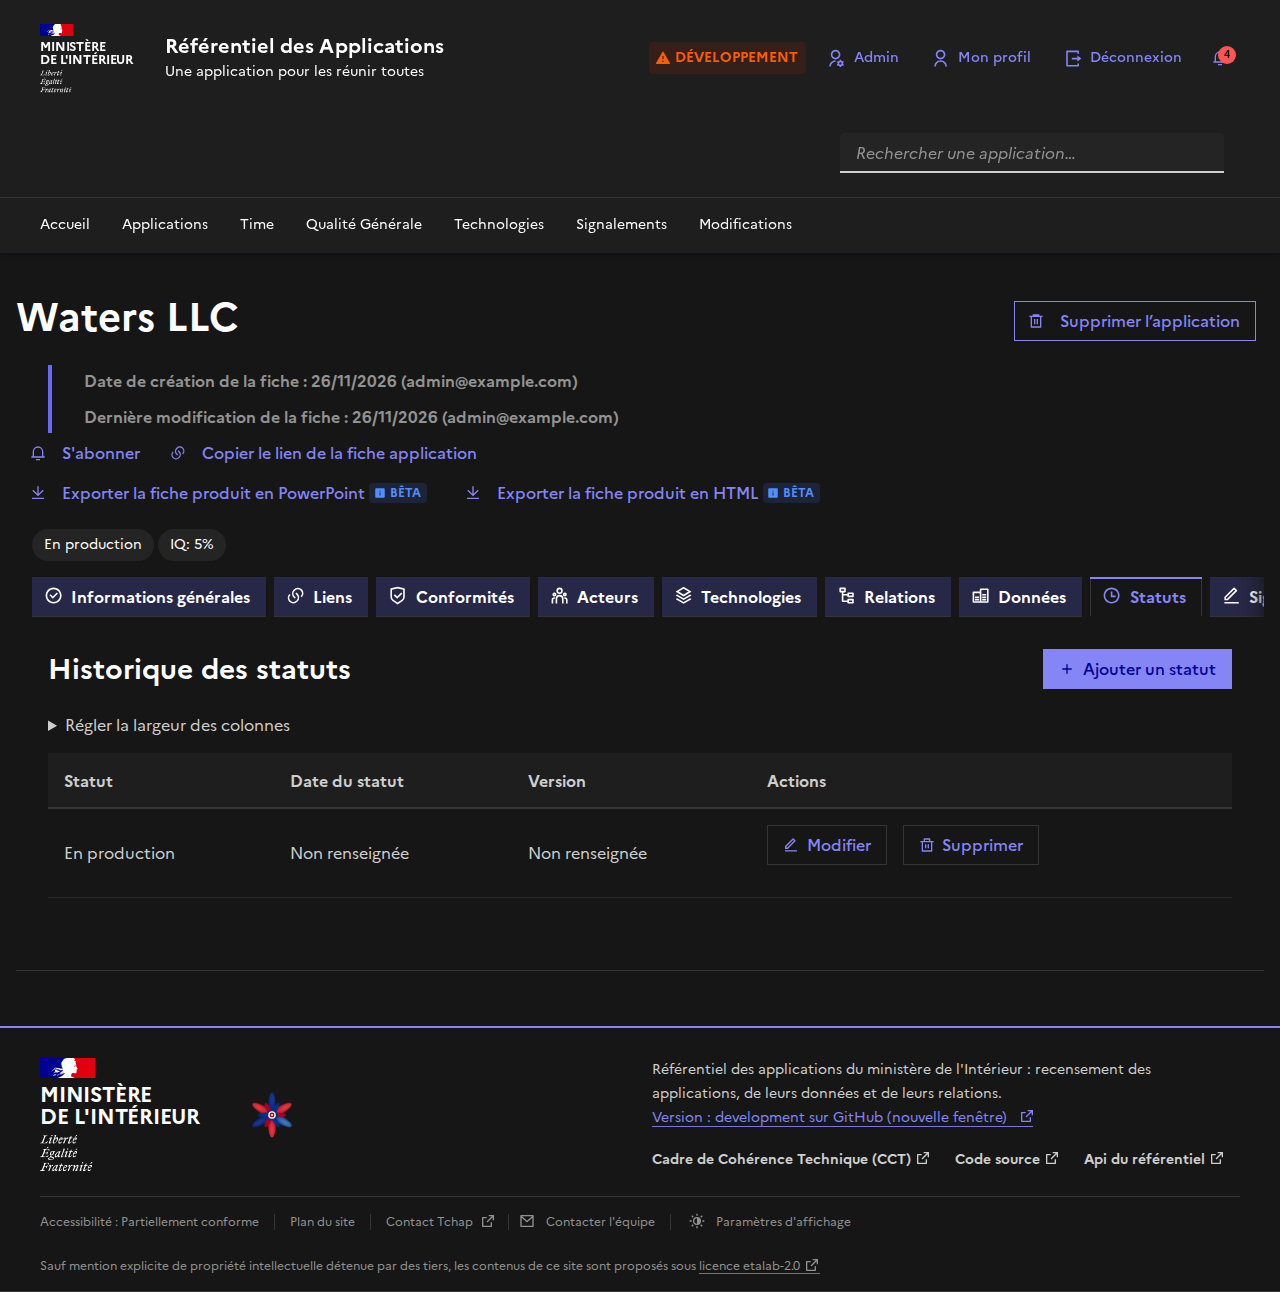 MINISTÈRE
DE L'INTÉRIEUR
Liberté
Égalité
Fraternité
Référentiel des Applications
Une application pour les réunir toutes
DÉVELOPPEMENT
Admin
Mon profil
Déconnexion
4
Rechercher une application...
Accueil
Applications
Time
Qualité Générale
Technologies
Signalements
Modifications
Waters LLC
Supprimer l’application
Date de création de la fiche : 26/11/2026 (admin@example.com)
Dernière modification de la fiche : 26/11/2026 (admin@example.com)
S'abonner
Copier le lien de la fiche application
Exporter la fiche produit en PowerPoint BÊTA
Exporter la fiche produit en HTML BÊTA
En production
IQ: 5%
Informations générales
Liens
Conformités
Acteurs
Technologies
Relations
Données
Statuts
Historique des statuts
Ajouter un statut
Régler la largeur des colonnes
Statut Date du statut Version Actions
En production Non renseignée Non renseignée Modifier Supprimer
MINISTÈRE
DE L'INTÉRIEUR
Liberté
Égalité
Fraternité
Référentiel des applications du ministère de l'Intérieur : recensement des
applications, de leurs données et de leurs relations.
Version : development sur GitHub (nouvelle fenêtre)
Cadre de Cohérence Technique (CCT)
Code source
Api du référentiel
Accessibilité : Partiellement conforme
Plan du site
Contact Tchap
Contacter l'équipe
Paramètres d'affichage
Sauf mention explicite de propriété intellectuelle détenue par des tiers, les contenus de ce site sont proposés sous licence etalab-2.0